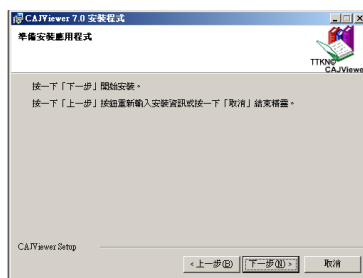 CAJViewer 7.0 安裝程式
準備安裝應用程式
TTKN
CAJViewer
按一下「下一步」開始安裝。
按一下「上一步」按鈕重新輸入安裝資訊或按一下「取消」結束精靈。
CAJViewer Setup
<上一步(B) 下一步(N)> 取消